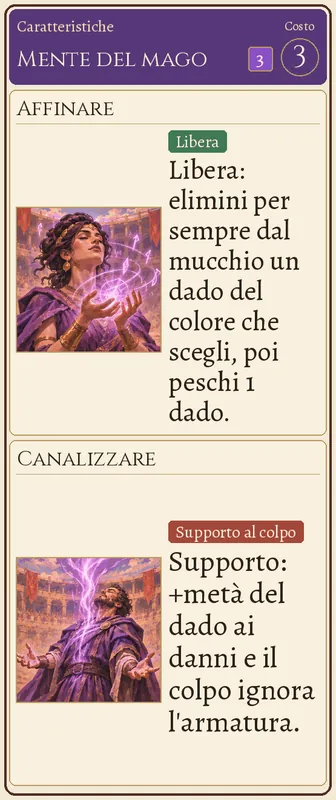 Caratteristiche
Costo
Mente del mago
3
3
Affinare
Libera
Libera:
elimini per
sempre dal
mucchio un
dado del
colore che
scegli, poi
peschi 1
dado.
Canalizzare
Supporto al colpo
Supporto:
+metà del
dado ai
danni e il
colpo ignora
l'armatura.